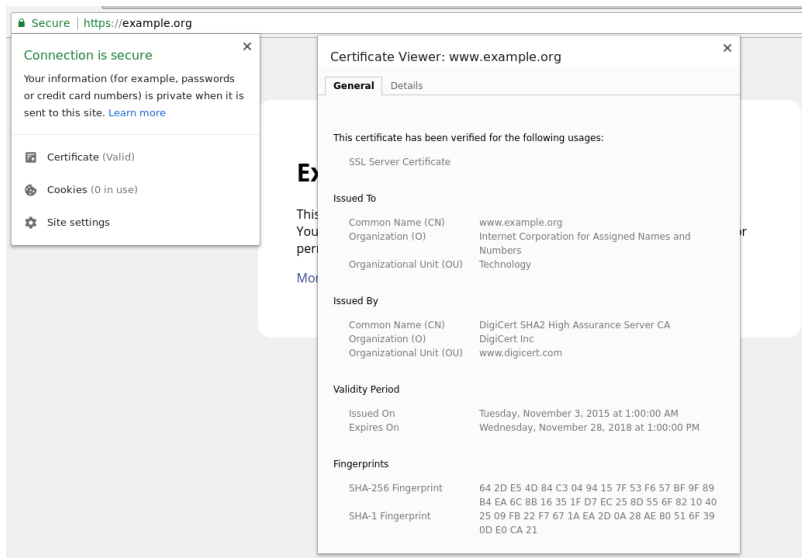 Secure | https://example.org
Connection is secure
Your information (for example, passwords
or credit card numbers) is private when it is
sent to this site. Learn more
Certificate (Valid)
Cookies (0 in use)
Site settings
Certificate Viewer: www.example.org
General Details
This certificate has been verified for the following usages:
SSL Server Certificate
Issued To
Common Name (CN) www.example.org
Organization (O) Internet Corporation for Assigned Names and
Numbers
Organizational Unit (OU) Technology
Issued By
Common Name (CN) DigiCert SHA2 High Assurance Server CA
Organization (O) DigiCert Inc
Organizational Unit (OU) www.digicert.com
Validity Period
Issued On Tuesday, November 3, 2015 at 1:00:00 AM
Expires On Wednesday, November 28, 2018 at 1:00:00 PM
Fingerprints
SHA-256 Fingerprint 64 2D E5 4D 84 C3 04 94 15 7F 53 F6 57 BF 9F 89
B4 EA 6C 8B 16 35 1F D7 EC 25 8D 55 6F 82 10 40
SHA-1 Fingerprint 25 09 FB 22 F7 67 1A EA 2D 0A 28 AE 80 51 6F 39
0D E0 CA 21
This
You